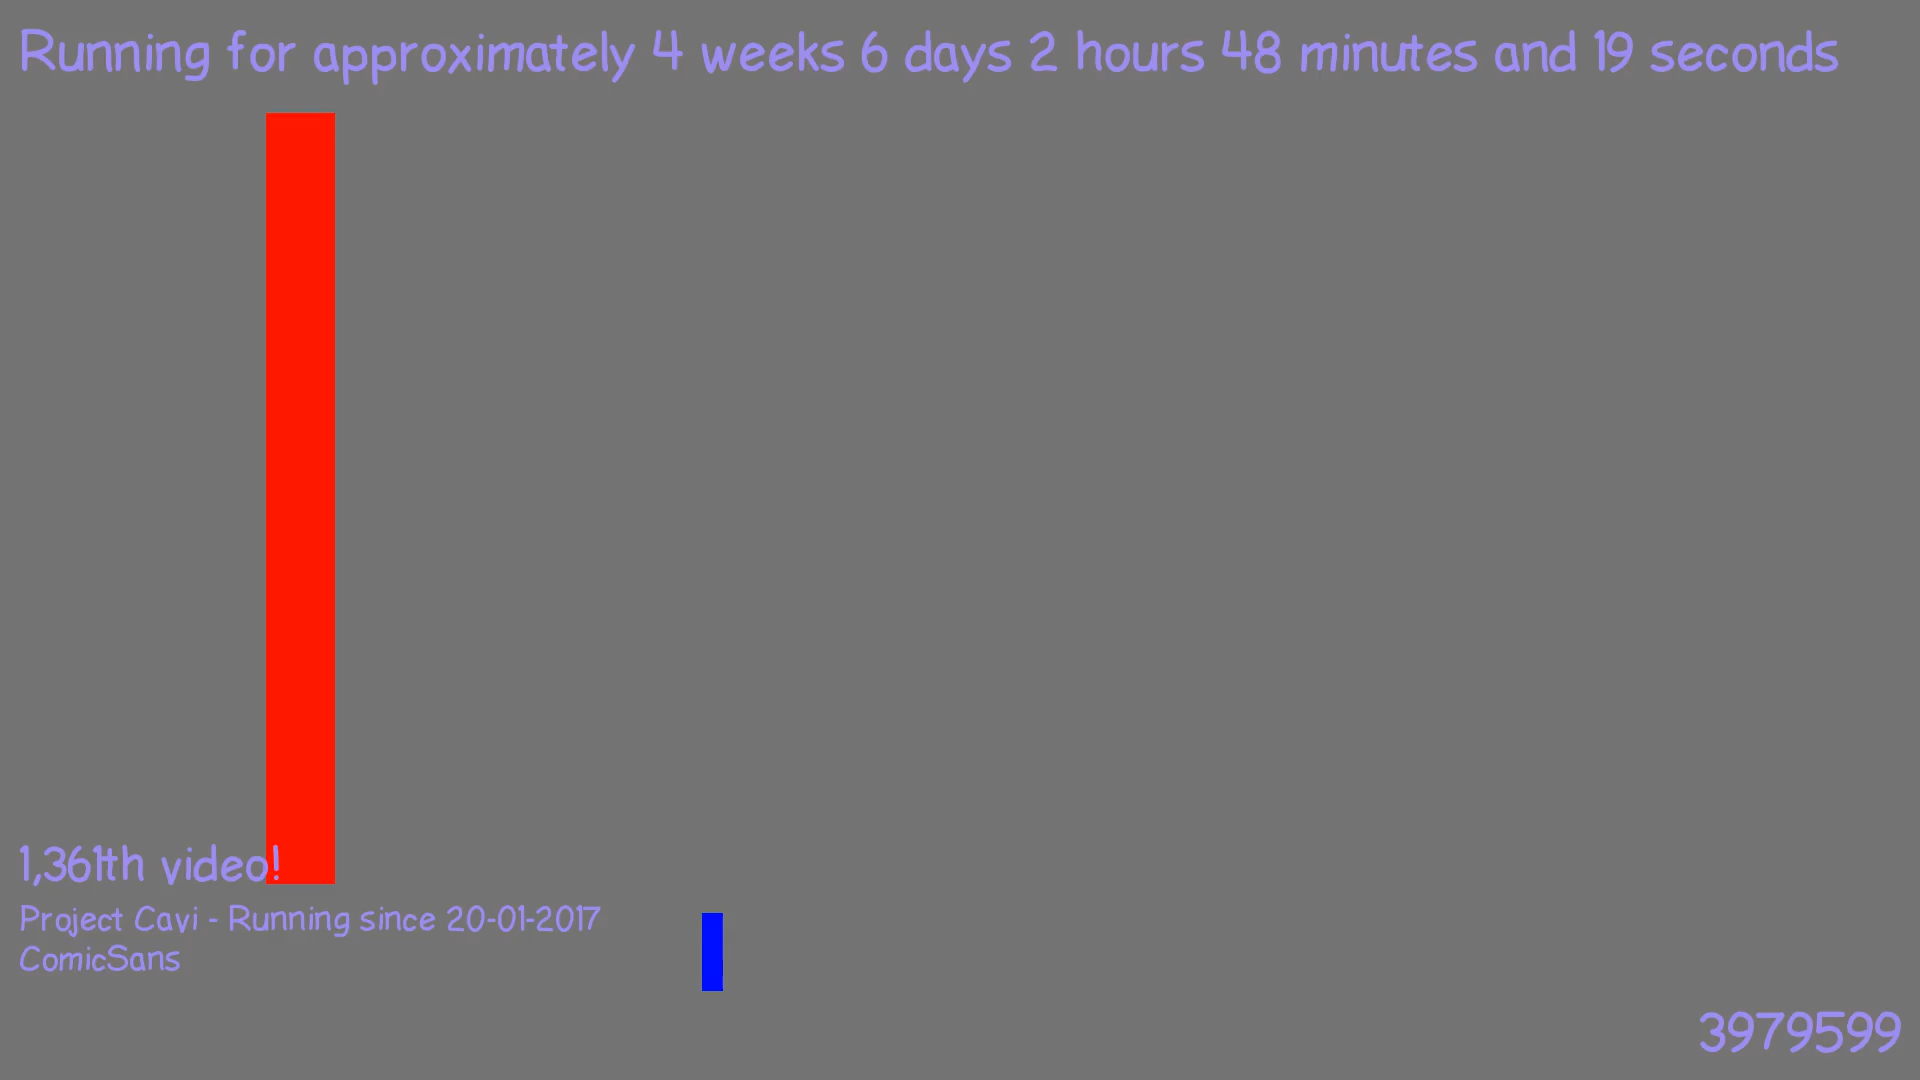 Running for approximately 4 weeks 6 days 2 hours 48 minutes and 19 seconds
1,361th video!
Project Cavi - Running since 20-01-2017
ComicSans
3979599